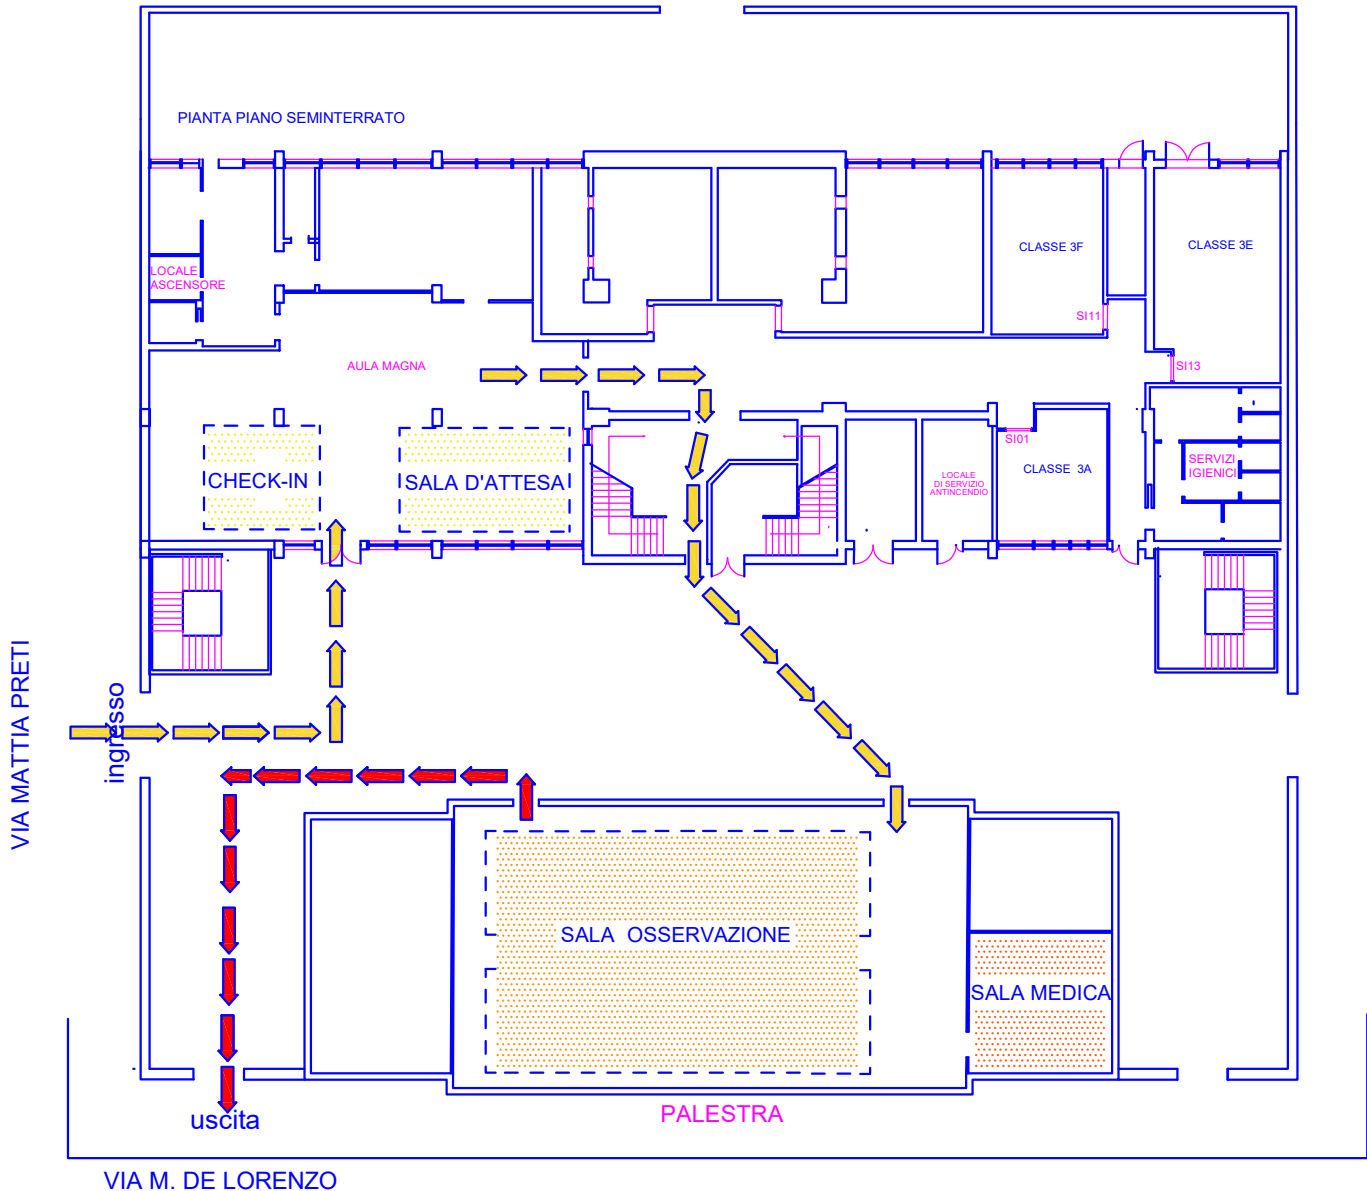 PIANTA PIANO SEMINTERRATO
CLASSE 3F
CLASSE 3E
LOCALE
ASCENSORE
SI11
AULA MAGNA
SI13
SI01
CHECK-IN
SALA D'ATTESA
LOCALE
DI SERVIZIO
ANTINCENDIO
CLASSE 3A
SERVIZI
IGIENICI
VIA MATTIA PRETI
ingresso
SALA OSSERVAZIONE
SALA MEDICA
uscita
PALESTRA
VIA M. DE LORENZO